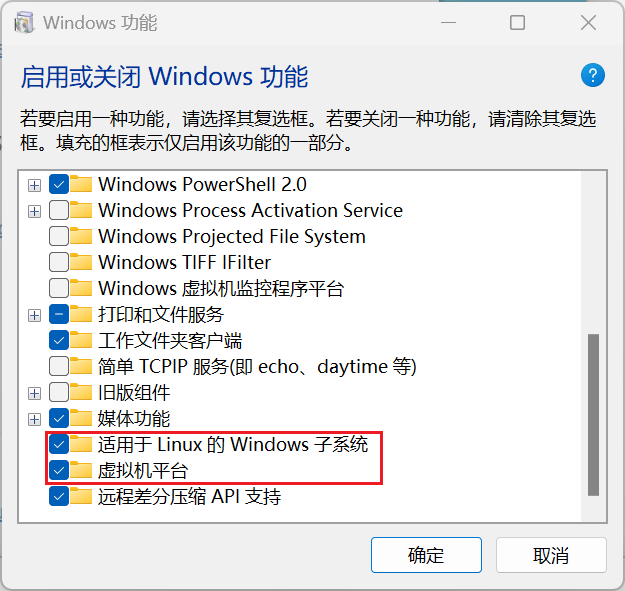 Windows 功能
启用或关闭 Windows 功能
若要启用一种功能，请选择其复选框。若要关闭一种功能，请清除其复选
框。填充的框表示仅启用该功能的一部分。
Windows PowerShell 2.0
Windows Process Activation Service
Windows Projected File System
Windows TIFF IFilter
Windows 虚拟机监控程序平台
打印和文件服务
工作文件夹客户端
简单 TCPIP 服务(即 echo、daytime 等)
旧版组件
媒体功能
适用于 Linux 的 Windows 子系统
虚拟机平台
远程差分压缩 API 支持
确定
取消